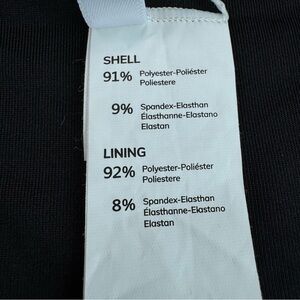 SHELL
91% Polyester-Poliéster
Poliestere
9% Spandex-Elasthan
Élasthanne-Elastano
Elastan
LINING
92% Polyester-Poliéster
Poliestere
8% Spandex-Elasthan
Élasthanne-Elastano
Elastan